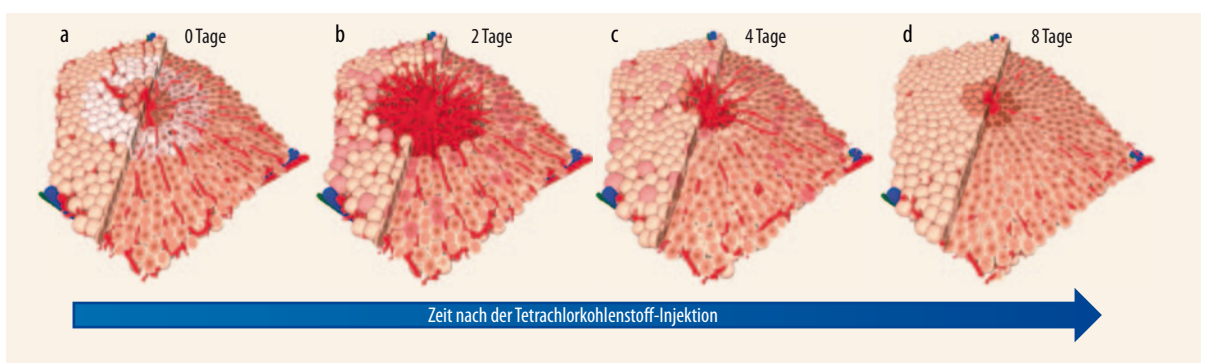 a 0 Tage b 2 Tage c 4 Tage d 8 Tage
Zeit nach der Tetrachlorkohlenstoff-Injektion